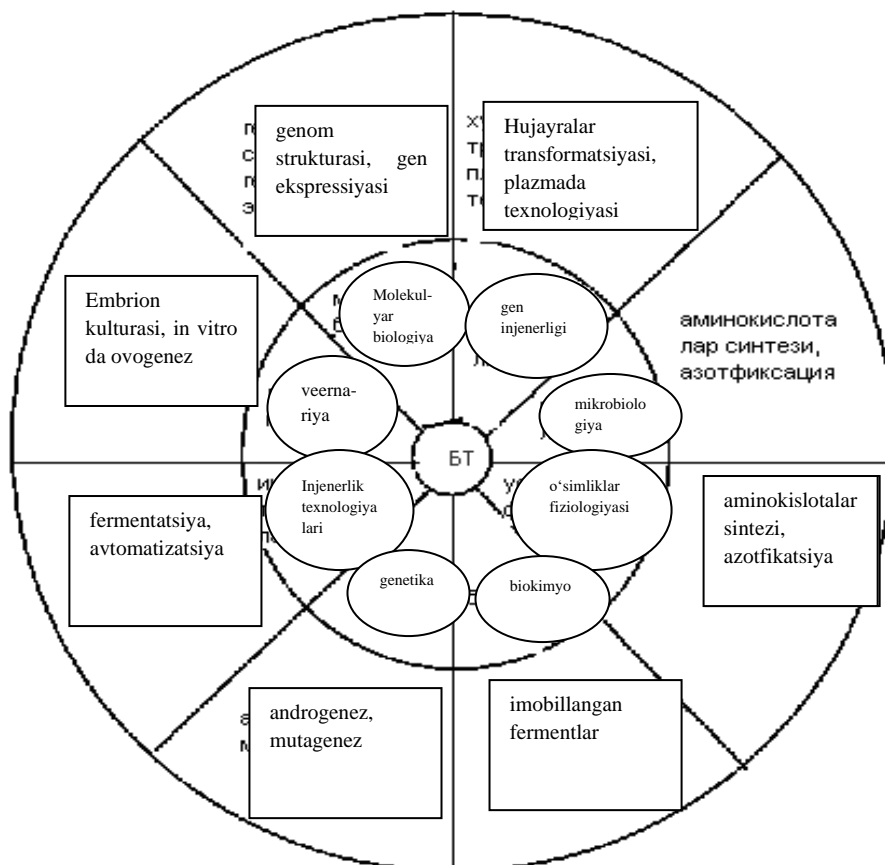 genom
strukturasi, gen
ekspressiyasi
Hujayralar
transformatsiyasi,
plazmada
texnologiyasi
Embrion
kulturasi, in vitro
da ovogenez
Molekul-
yar
biologiya
gen
injenerligi
аминокислота
лар синтези,
азотфиксация
veerna-
riya
mikrobiolo
giya
БТ
Injenerlik
texnologiya
lari
o‘simliklar
fiziologiyasi
fermentatsiya,
avtomatizatsiya
aminokislotalar
sintezi,
azotfikatsiya
genetika
biokimyo
androgenez,
mutagenez
imobillangan
fermentlar